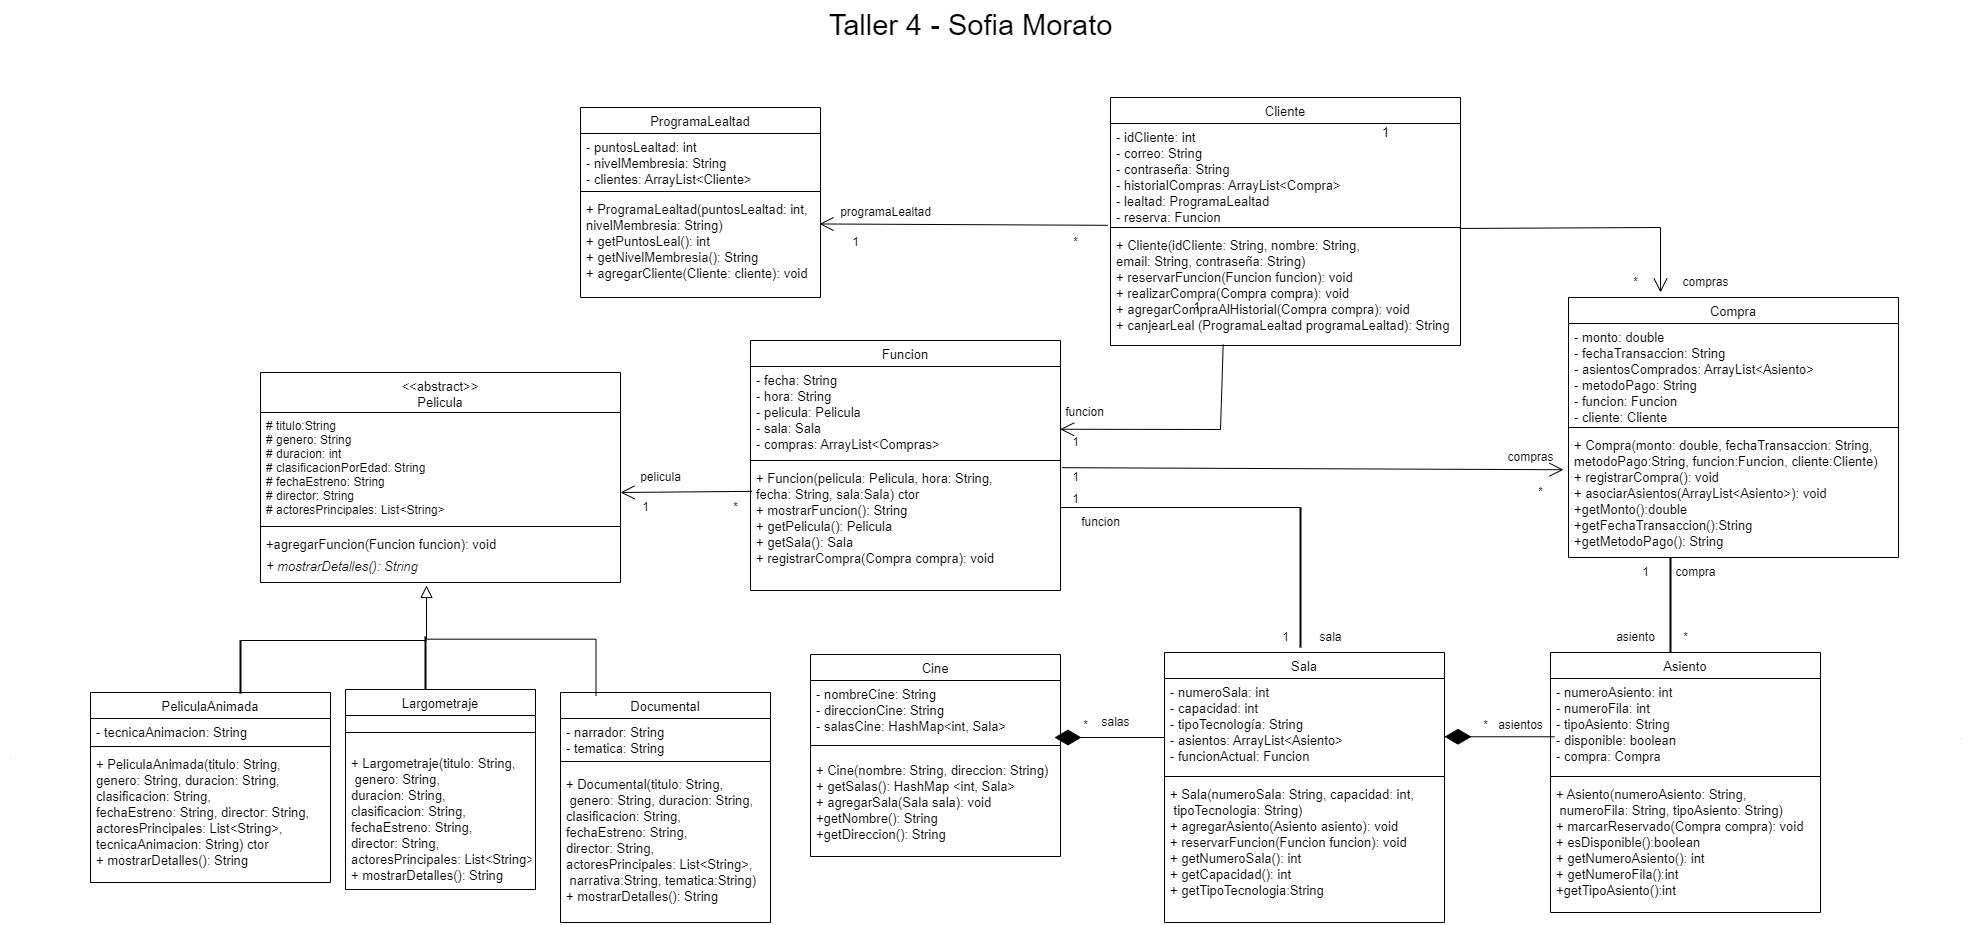 Taller 4 - Sofia Morato
ProgramaLealtad
- puntosLealtad: int
- nivelMembresia: String
- clientes: ArrayList<Cliente>
+ ProgramaLealtad(puntosLealtad: int,
nivelMembresia: String)
+ getPuntosLeal(): int
+ getNivelMembresia(): String
+ agregarCliente(Cliente: cliente): void
programaLealtad
1
*
Cliente
1
- idCliente: int
- correo: String
- contraseña: String
- historialCompras: ArrayList<Compra>
- lealtad: ProgramaLealtad
- reserva: Funcion
+ Cliente(idCliente: String, nombre: String,
email: String, contraseña: String)
+ reservarFuncion(Funcion funcion): void
+ realizarCompra(Compra compra): void
1
+ agregarCompraAlHistorial(Compra compra): void
+ canjearLeal (ProgramaLealtad programaLealtad): String
* compras
Compra
- monto: double
- fechaTransaccion: String
- asientosComprados: ArrayList<Asiento>
- metodoPago: String
- funcion: Funcion
- cliente: Cliente
+ Compra(monto: double, fechaTransaccion: String,
metodoPago:String, funcion:Funcion, cliente:Cliente)
+ registrarCompra(): void
+ asociarAsientos(ArrayList<Asiento>): void
+getMonto():double
+getFechaTransaccion():String
+getMetodoPago(): String
Funcion
- fecha: String
- hora: String
- pelicula: Pelicula
- sala: Sala
- compras: ArrayList<Compras>
+ Funcion(pelicula: Pelicula, hora: String,
fecha: String, sala:Sala) ctor
+ mostrarFuncion(): String
+ getPelicula(): Pelicula
+ getSala(): Sala
+ registrarCompra(Compra compra): void
funcion
1
compras
1
*
1
funcion
pelicula
1
*
<<abstract>>
Pelicula
# titulo:String
# genero: String
# duracion: int
# clasificacionPorEdad: String
# fechaEstreno: String
# director: String
# actoresPrincipales: List<String>
+agregarFuncion(Funcion funcion): void
+ mostrarDetalles(): String
1 compra
asiento *
1 sala
PeliculaAnimada
- tecnicaAnimacion: String
+ PeliculaAnimada(titulo: String,
genero: String, duracion: String,
clasificacion: String,
fechaEstreno: String, director: String,
actoresPrincipales: List<String>,
tecnicaAnimacion: String) ctor
+ mostrarDetalles(): String
Largometraje
+ Largometraje(titulo: String,
genero: String,
duracion: String,
clasificacion: String,
fechaEstreno: String,
director: String,
actoresPrincipales: List<String>
+ mostrarDetalles(): String
Documental
- narrador: String
- tematica: String
+ Documental(titulo: String,
genero: String, duracion: String,
clasificacion: String,
fechaEstreno: String,
director: String,
actoresPrincipales: List<String>,
narrativa:String, tematica:String)
+ mostrarDetalles(): String
Cine
- nombreCine: String
- direccionCine: String
- salasCine: HashMap<int, Sala>
+ Cine(nombre: String, direccion: String)
+ getSalas(): HashMap <int, Sala>
+ agregarSala(Sala sala): void
+getNombre(): String
+getDireccion(): String
* salas
Sala
- numeroSala: int
- capacidad: int
- tipoTecnología: String
- asientos: ArrayList<Asiento>
- funcionActual: Funcion
+ Sala(numeroSala: String, capacidad: int,
tipoTecnologia: String)
+ agregarAsiento(Asiento asiento): void
+ reservarFuncion(Funcion funcion): void
+ getNumeroSala(): int
+ getCapacidad(): int
+ getTipoTecnologia:String
* asientos
Asiento
- numeroAsiento: int
- numeroFila: int
- tipoAsiento: String
- disponible: boolean
- compra: Compra
+ Asiento(numeroAsiento: String,
numeroFila: String, tipoAsiento: String)
+ marcarReservado(Compra compra): void
+ esDisponible():boolean
+ getNumeroAsiento(): int
+ getNumeroFila():int
+getTipoAsiento():int